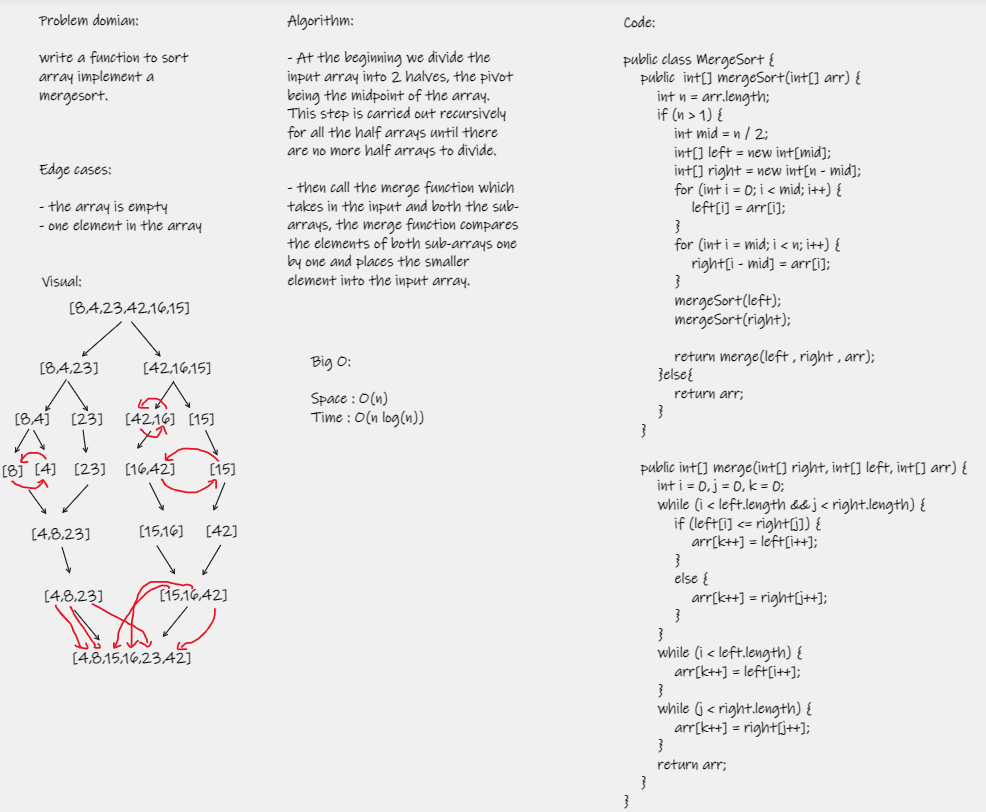 Problem domian:
write a function to sort
array implement a
mergesort.
Edge cases:
- the array is empty
- one element in the array
Visual:
[8,4,23,42,16,15]
[8,4,23] [42,16,15]
[8,4] [23] [42,16] [15]
[8] [4] [23] [16,42] [15]
[4,8,23] [15,16] [42]
[4,8,23] [15,16,42]
[4,8,15,16,23,42]
Algorithm:
- At the beginning we divide the
input array into 2 halves, the pivot
being the midpoint of the array.
This step is carried out recursively
for all the half arrays until there
are no more half arrays to divide.
- then call the merge function which
takes in the input and both the sub-
arrays, the merge function compares
the elements of both sub-arrays one
by one and places the smaller
element into the input array.
Big O:
Space : O(n)
Time : O(n log(n))
Code:
public class MergeSort {
public int[] mergeSort(int[] arr) {
int n = arr.length;
if (n > 1) {
int mid = n / 2;
int[] left = new int[mid];
int[] right = new int[n - mid];
for (int i = 0; i < mid; i++) {
left[i] = arr[i];
}
for (int i = mid; i < n; i++) {
right[i - mid] = arr[i];
}
mergeSort(left);
mergeSort(right);
return merge(left , right , arr);
}else{
return arr;
}
}
public int[] merge(int[] right, int[] left, int[] arr) {
int i = 0, j = 0, k = 0;
while (i < left.length && j < right.length) {
if (left[i] <= right[j]) {
arr[k++] = left[i++];
}
else {
arr[k++] = right[j++];
}
}
while (i < left.length) {
arr[k++] = left[i++];
}
while (j < right.length) {
arr[k++] = right[j++];
}
return arr;
}
}